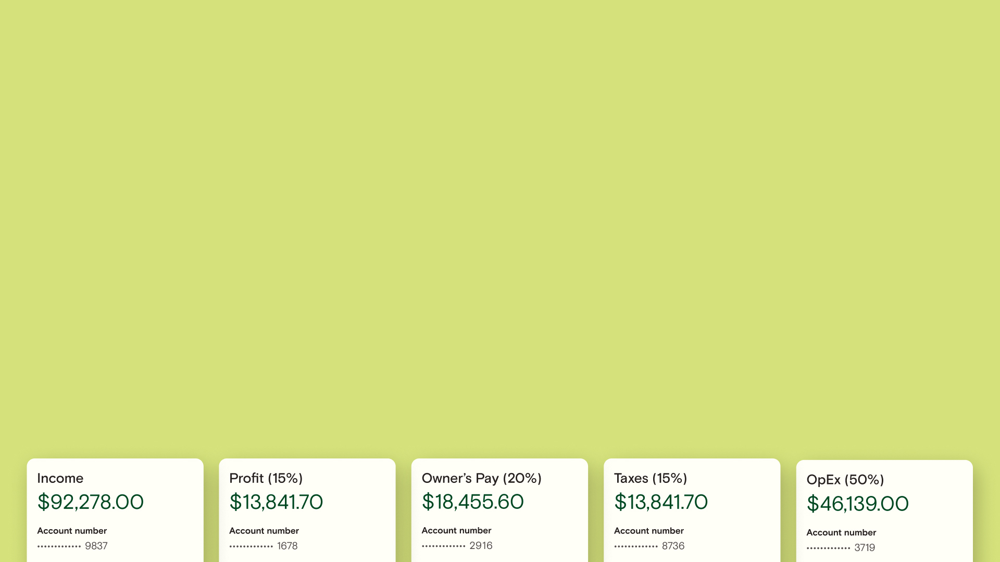 Income
$92,278.00
Account number
············· 9837
Profit (15%)
$13,841.70
Account number
············· 1678
Owner’s Pay (20%)
$18,455.60
Account number
············· 2916
Taxes (15%)
$13,841.70
Account number
············· 8736
OpEx (50%)
$46,139.00
Account number
············· 3719